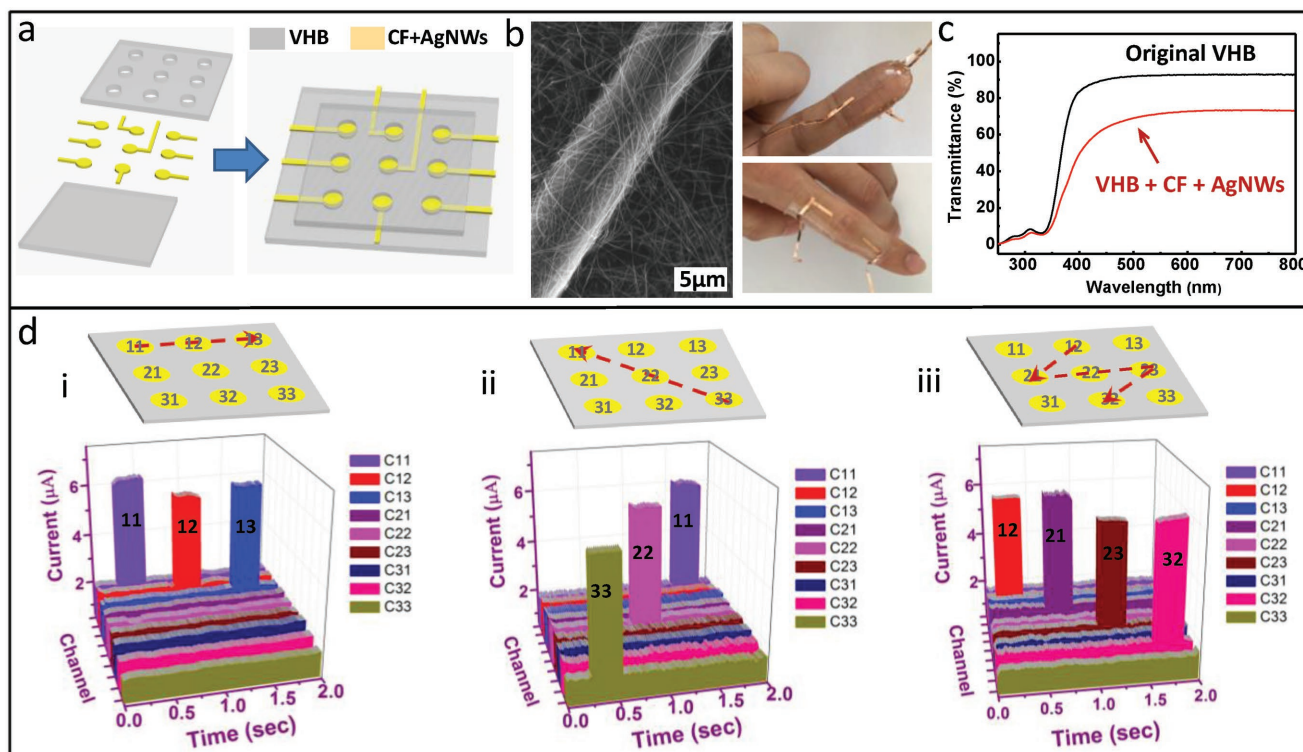 a
VHB
CF+AgNWs
b
5µm
c
Original VHB
VHB + CF + AgNWs
Transmittance (%)
100
80
60
40
20
0
300
400
500
600
700
800
Wavelength (nm)
d
i
11
12
21
22
23
31
32
33
ii
12
13
21
22
23
31
32
33
iii
11
12
13
22
23
31
32
33
Current (µA)
6
4
2
11
12
13
Channel
0.0
0.5
1.0
1.5
2.0
Time (sec)
C11
C12
C13
C21
C22
C23
C31
C32
C33
Current (µA)
6
4
2
33
22
11
Channel
0.0
0.5
1.0
1.5
2.0
Time (sec)
C11
C12
C13
C21
C22
C23
C31
C32
C33
Current (µA)
6
4
2
12
21
23
32
Channel
0.0
0.5
1.0
1.5
2.0
Time (sec)
C11
C12
C13
C21
C22
C23
C31
C32
C33